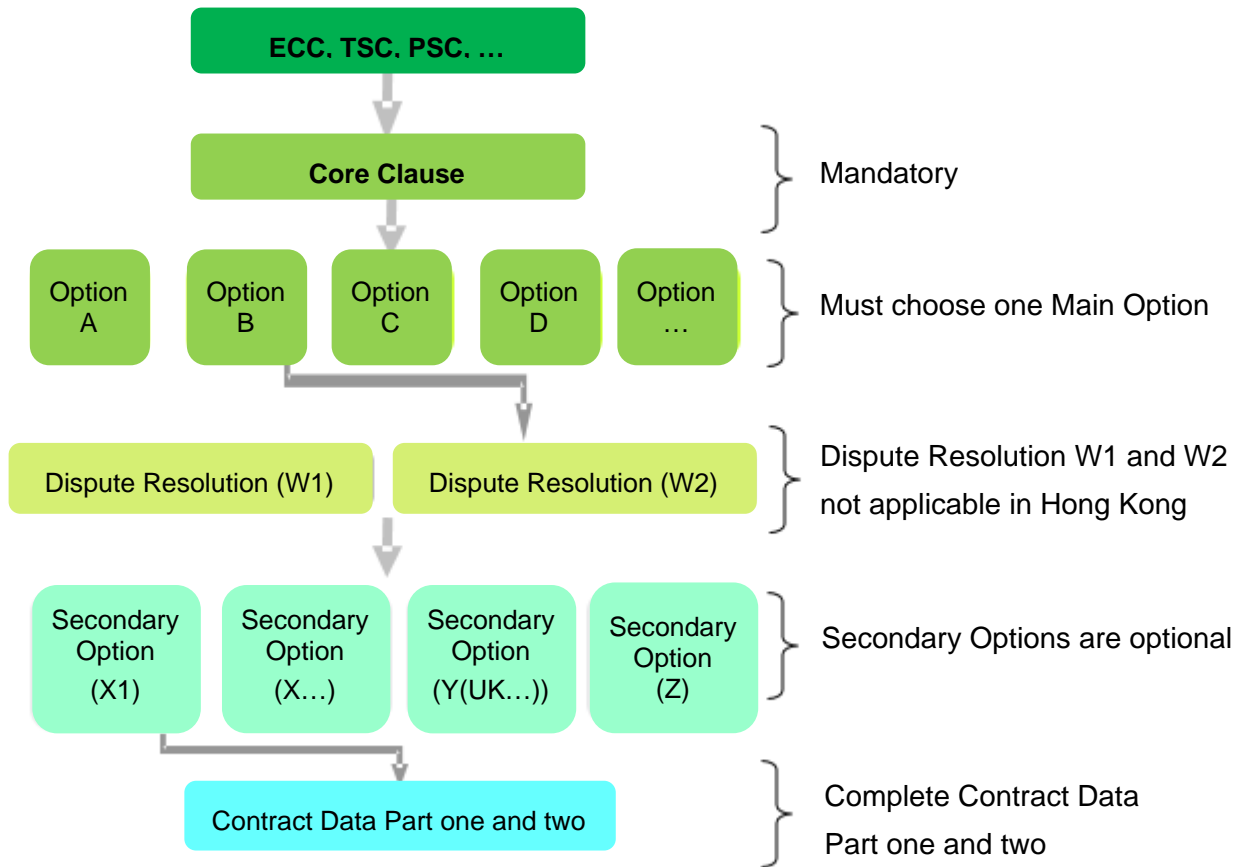 ECC, TSC, PSC, …
Core Clause
Mandatory
Option
A
Option
B
Option
C
Option
D
Option
…
Must choose one Main Option
Dispute Resolution (W1)
Dispute Resolution (W2)
Dispute Resolution W1 and W2
not applicable in Hong Kong
Secondary
Option
(X1)
Secondary
Option
(X…)
Secondary
Option
(Y(UK…))
Secondary
Option
(Z)
Secondary Options are optional
Contract Data Part one and two
Complete Contract Data
Part one and two